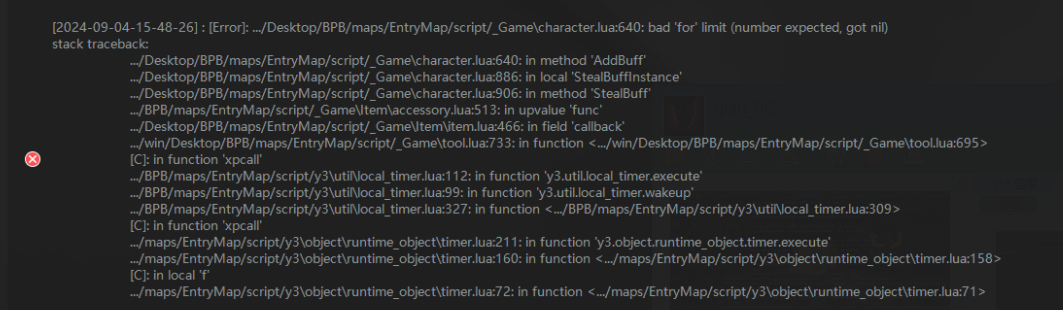 [2024-09-04-15-48-26] : [Error]: .../Desktop/BPB/maps/EntryMap/script/_Game\character.lua:640: bad 'for' limit (number expected, got nil)
stack traceback:
.../Desktop/BPB/maps/EntryMap/script/_Game\character.lua:640: in method 'AddBuff'
.../Desktop/BPB/maps/EntryMap/script/_Game\character.lua:886: in local 'StealBuffInstance'
.../Desktop/BPB/maps/EntryMap/script/_Game\character.lua:906: in method 'StealBuff'
.../BPB/maps/EntryMap/script/_Game\Item\accessory.lua:513: in upvalue 'func'
.../Desktop/BPB/maps/EntryMap/script/_Game\Item\item.lua:466: in field 'callback'
.../win/Desktop/BPB/maps/EntryMap/script/_Game\tool.lua:733: in function <.../win/Desktop/BPB/maps/EntryMap/script/_Game\tool.lua:695>
[C]: in function 'xpcall'
.../BPB/maps/EntryMap/script/y3\util\local_timer.lua:112: in function 'y3.util.local_timer.execute'
.../BPB/maps/EntryMap/script/y3\util\local_timer.lua:99: in function 'y3.util.local_timer.wakeup'
.../BPB/maps/EntryMap/script/y3\util\local_timer.lua:327: in function <.../BPB/maps/EntryMap/script/y3\util\local_timer.lua:309>
[C]: in function 'xpcall'
.../maps/EntryMap/script/y3\object\runtime_object\timer.lua:211: in function 'y3.object.runtime_object.timer.execute'
.../maps/EntryMap/script/y3\object\runtime_object\timer.lua:160: in function <.../maps/EntryMap/script/y3\object\runtime_object\timer.lua:158>
[C]: in local 'f'
.../maps/EntryMap/script/y3\object\runtime_object\timer.lua:72: in function <.../maps/EntryMap/script/y3\object\runtime_object\timer.lua:71>